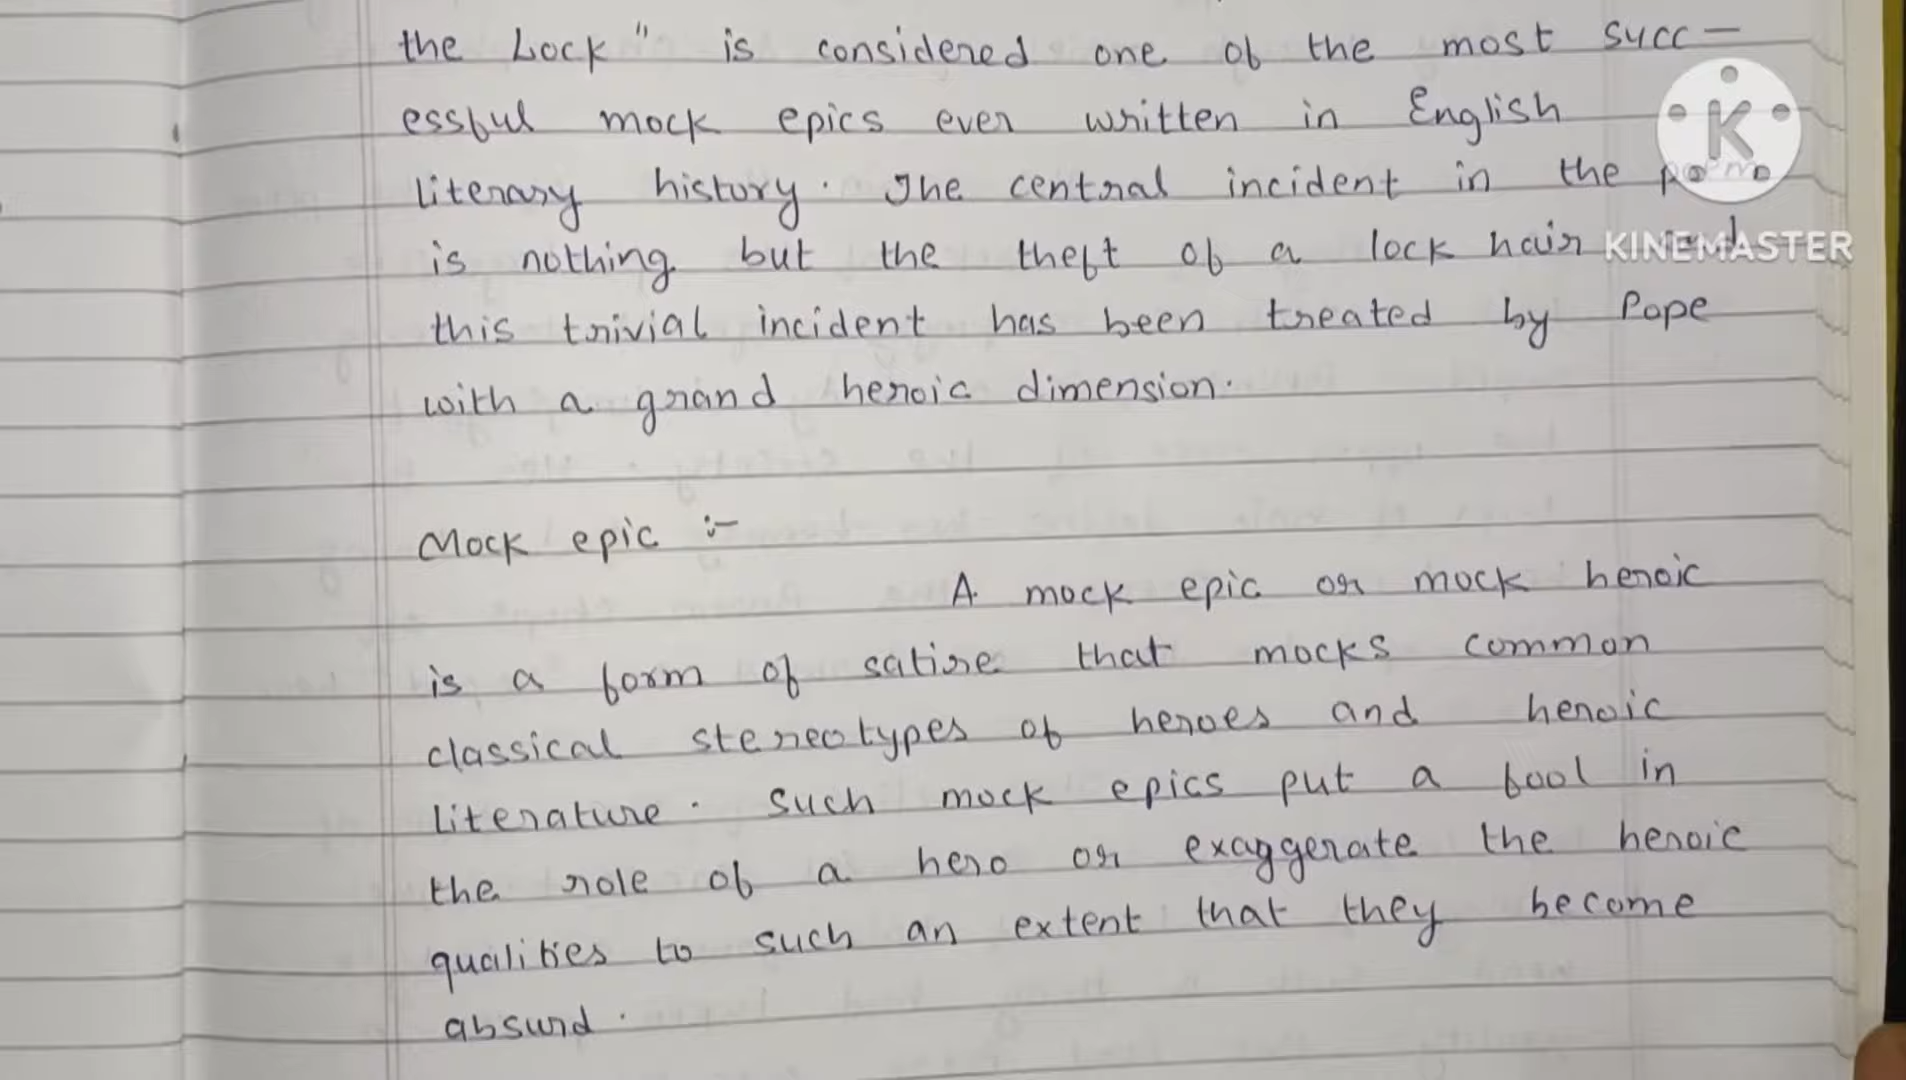 the Lock" is considered one of the most succ-
essful mock epics ever written in English
literary history. The central incident in the poem
is nothing but the theft of a lock hair and
this trivial incident has been treated by Pope
with a grand heroic dimension.
Mock epic :-
A mock epic or mock heroic
is a form of satire that mocks common
classical stereotypes of heroes and heroic
literature. Such mock epics put a fool in
the role of a hero or exaggerate the heroic
qualities to such an extent that they become
absurd.
K
KINEMASTER